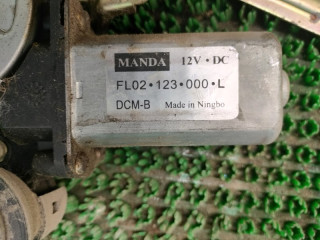 MANDA 12V • DC
FL02•123•000•L
DCM-B Made in Ningbo